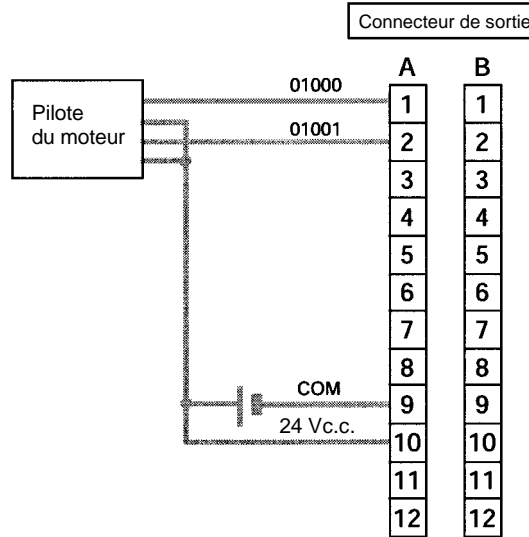 Connecteur de sortie
A B
01000
1 1
Pilote
du moteur
01001
2 2
3 3
4 4
5 5
6 6
7 7
8 8
COM
9 9
24 Vc.c.
10 10
11 11
12 12